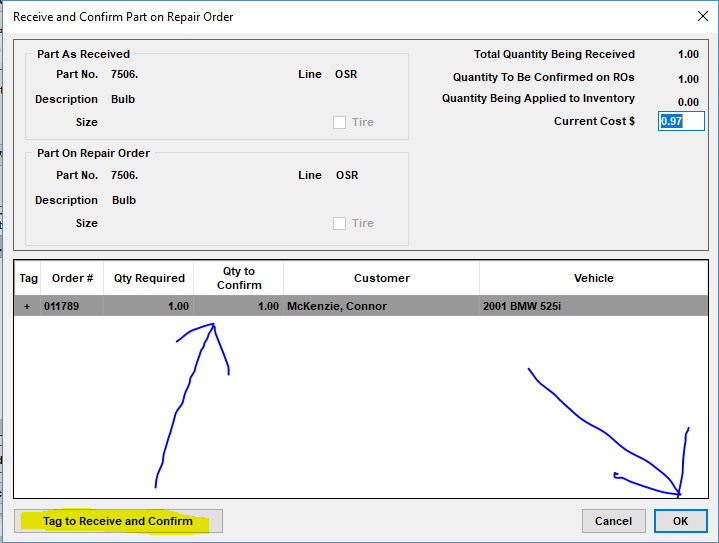 Receive and Confirm Part on Repair Order
Part As Received
Part No. 7506. Line OSR
Description Bulb
Size Tire
Part On Repair Order
Part No. 7506. Line OSR
Description Bulb
Size Tire
Total Quantity Being Received 1.00
Quantity To Be Confirmed on ROs 1.00
Quantity Being Applied to Inventory 0.00
Current Cost $ 0.97
Tag Order # Qty Required Qty to Confirm Customer Vehicle
+ 011789 1.00 1.00 McKenzie, Connor 2001 BMW 525i
Tag to Receive and Confirm Cancel OK